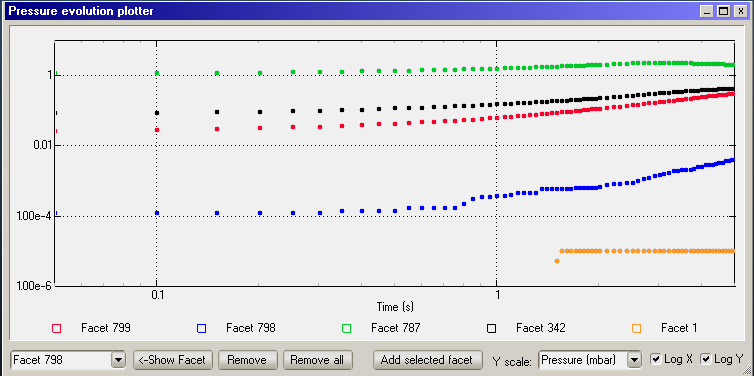 Pressure evolution plotter
1
0.01
1.00e-4
1.00e-6
0.1
1
Time (s)
Facet 799
Facet 798
Facet 787
Facet 342
Facet 1
Facet 798
<-Show Facet
Remove
Remove all
Add selected facet
Y scale:
Pressure (mbar)
Log X
Log Y